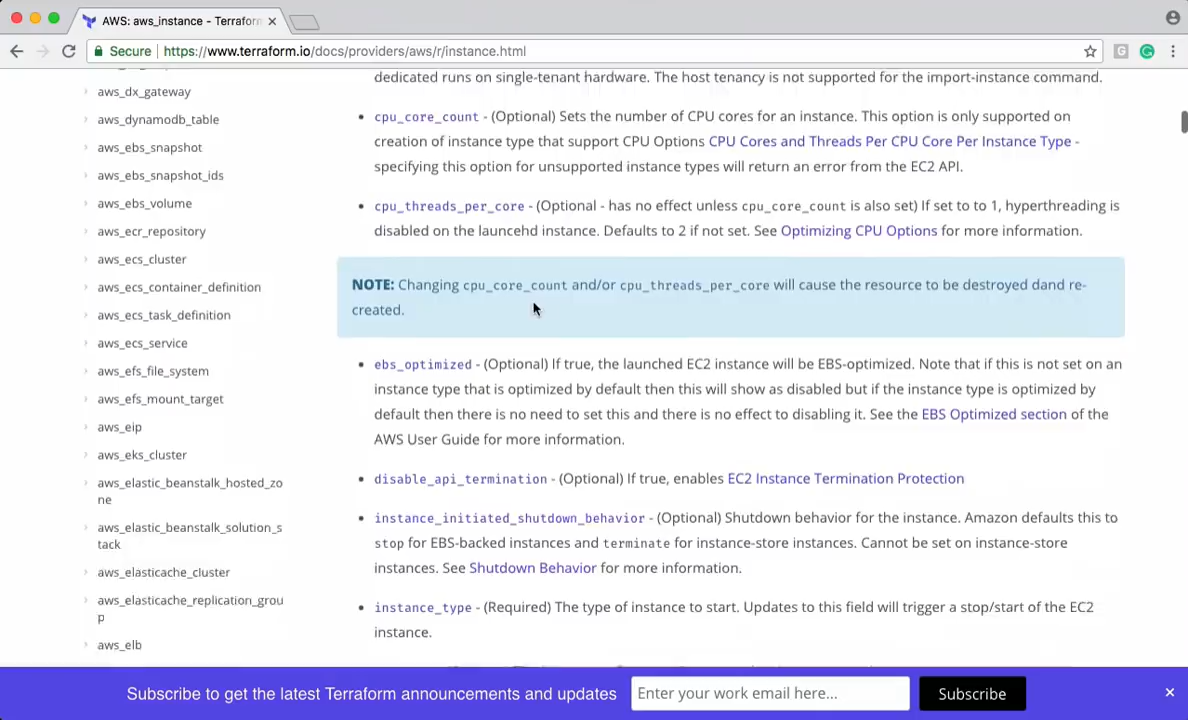 AWS: aws_instance - Terraform
Secure https://www.terraform.io/docs/providers/aws/r/instance.html
aws_dx_gateway
aws_dynamodb_table
aws_ebs_snapshot
aws_ebs_snapshot_ids
aws_ebs_volume
aws_ecr_repository
aws_ecs_cluster
aws_ecs_container_definition
aws_ecs_task_definition
aws_ecs_service
aws_efs_file_system
aws_efs_mount_target
aws_eip
aws_eks_cluster
aws_elastic_beanstalk_hosted_zo
ne
aws_elastic_beanstalk_solution_s
tack
aws_elasticache_cluster
aws_elasticache_replication_grou
p
aws_elb
dedicated runs on single-tenant hardware. The host tenancy is not supported for the import-instance command.
cpu_core_count - (Optional) Sets the number of CPU cores for an instance. This option is only supported on
creation of instance type that support CPU Options CPU Cores and Threads Per CPU Core Per Instance Type -
specifying this option for unsupported instance types will return an error from the EC2 API.
cpu_threads_per_core - (Optional - has no effect unless cpu_core_count is also set) If set to to 1, hyperthreading is
disabled on the launcehd instance. Defaults to 2 if not set. See Optimizing CPU Options for more information.
NOTE: Changing cpu_core_count and/or cpu_threads_per_core will cause the resource to be destroyed dand re-
created.
ebs_optimized - (Optional) If true, the launched EC2 instance will be EBS-optimized. Note that if this is not set on an
instance type that is optimized by default then this will show as disabled but if the instance type is optimized by
default then there is no need to set this and there is no effect to disabling it. See the EBS Optimized section of the
AWS User Guide for more information.
disable_api_termination - (Optional) If true, enables EC2 Instance Termination Protection
instance_initiated_shutdown_behavior - (Optional) Shutdown behavior for the instance. Amazon defaults this to
stop for EBS-backed instances and terminate for instance-store instances. Cannot be set on instance-store
instances. See Shutdown Behavior for more information.
instance_type - (Required) The type of instance to start. Updates to this field will trigger a stop/start of the EC2
instance.
Subscribe to get the latest Terraform announcements and updates
Enter your work email here...
Subscribe